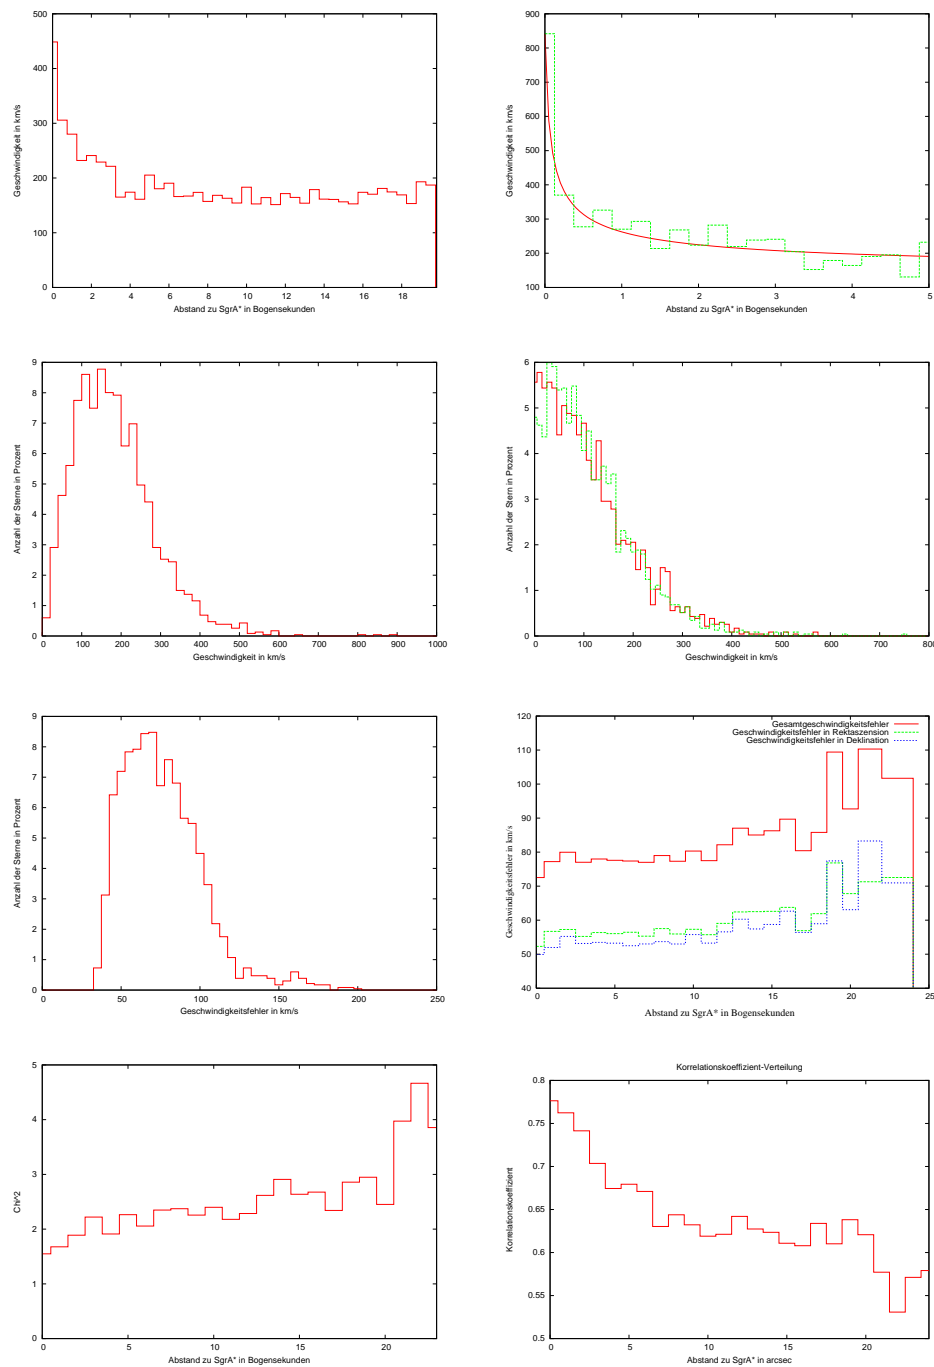 500
400
300
200
100
0
Geschwindigkeit in km/s
0 2 4 6 8 10 12 14 16 18
Abstand zu SgrA* in Bogensekunden
900
800
700
600
500
400
300
200
100
Geschwindigkeit in km/s
0 1 2 3 4 5
Abstand zu SgrA* in Bogensekunden
9
8
7
6
5
4
3
2
1
0
Anzahl der Sterne in Prozent
0 100 200 300 400 500 600 700 800 900 1000
Geschwindigkeit in km/s
6
5
4
3
2
1
0
Anzahl der Stern in Prozent
0 100 200 300 400 500 600 700 800
Geschwindigkeit in km/s
9
8
7
6
5
4
3
2
1
0
Anzahl der Sterne in Prozent
0 50 100 150 200 250
Geschwindigkeitsfehler in km/s
120
110
100
90
80
70
60
50
40
Geschwindigkeitsfehler in km/s
Gesamtgeschwindigkeitsfehler
Geschwindigkeitsfehler in Rektaszension
Geschwindigkeitsfehler in Deklination
0 5 10 15 20 25
Abstand zu SgrA* in Bogensekunden
5
4
3
2
1
0
Chi^2
0 5 10 15 20
Abstand zu SgrA* in Bogensekunden
Korrelationskoeffizient-Verteilung
0.8
0.75
0.7
0.65
0.6
0.55
0.5
Korrelationskoeffizient
0 5 10 15 20
Abstand zu SgrA* in arcsec